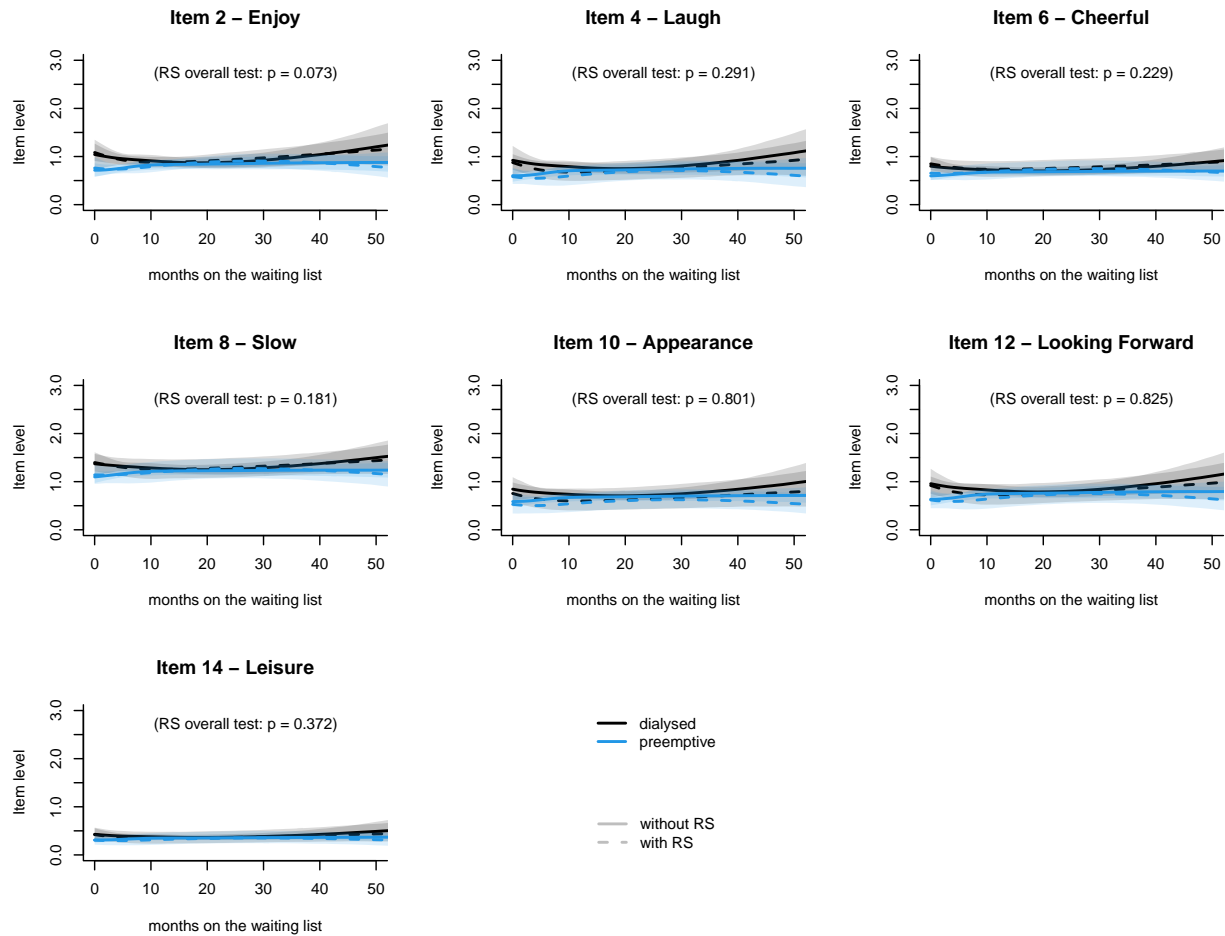 Item 2 – Enjoy
(RS overall test: p = 0.073)
Item level
0.0 1.0 2.0 3.0
0 10 20 30 40 50
months on the waiting list
Item 4 – Laugh
(RS overall test: p = 0.291)
Item level
0.0 1.0 2.0 3.0
0 10 20 30 40 50
months on the waiting list
Item 6 – Cheerful
(RS overall test: p = 0.229)
Item level
0.0 1.0 2.0 3.0
0 10 20 30 40 50
months on the waiting list
Item 8 – Slow
(RS overall test: p = 0.181)
Item level
0.0 1.0 2.0 3.0
0 10 20 30 40 50
months on the waiting list
Item 10 – Appearance
(RS overall test: p = 0.801)
Item level
0.0 1.0 2.0 3.0
0 10 20 30 40 50
months on the waiting list
Item 12 – Looking Forward
(RS overall test: p = 0.825)
Item level
0.0 1.0 2.0 3.0
0 10 20 30 40 50
months on the waiting list
Item 14 – Leisure
(RS overall test: p = 0.372)
Item level
0.0 1.0 2.0 3.0
0 10 20 30 40 50
months on the waiting list
dialysed
preemptive
without RS
with RS